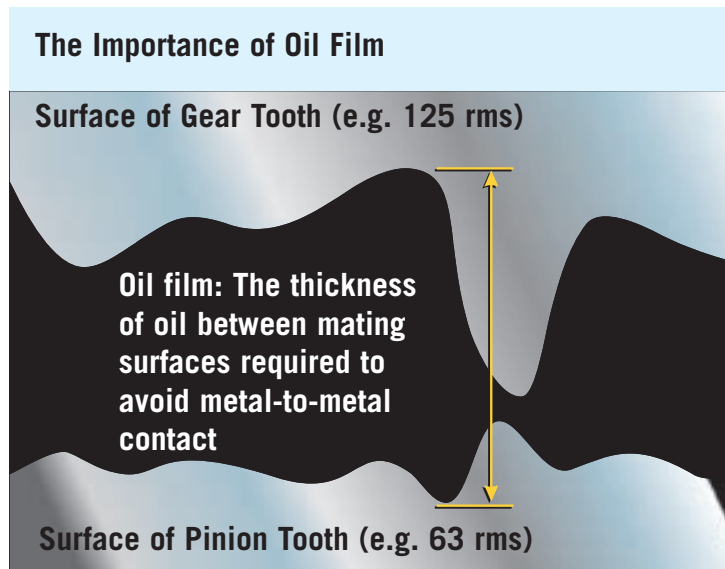 The Importance of Oil Film
Surface of Gear Tooth (e.g. 125 rms)
Oil film: The thickness
of oil between mating
surfaces required to
avoid metal-to-metal
contact
Surface of Pinion Tooth (e.g. 63 rms)